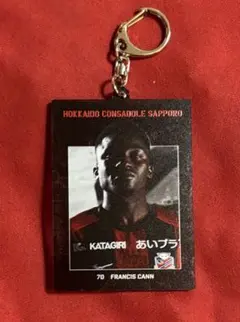 HOKKAIDO CONSADOLE SAPPORO
KATAGIRI あいプラ
70 FRANCIS CANN